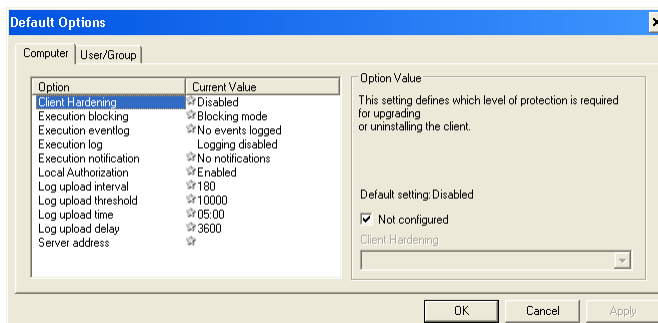 Default Options
Computer
User/Group
Option Current Value
Client Hardening Disabled
Execution blocking Blocking mode
Execution eventlog No events logged
Execution log Logging disabled
Execution notification No notifications
Local Authorization Enabled
Log upload interval 180
Log upload threshold 10000
Log upload time 05:00
Log upload delay 3600
Server address
Option Value
This setting defines which level of protection is required
for upgrading
or uninstalling the client.
Default setting:Disabled
Not configured
Client Hardening
OK
Cancel
Apply